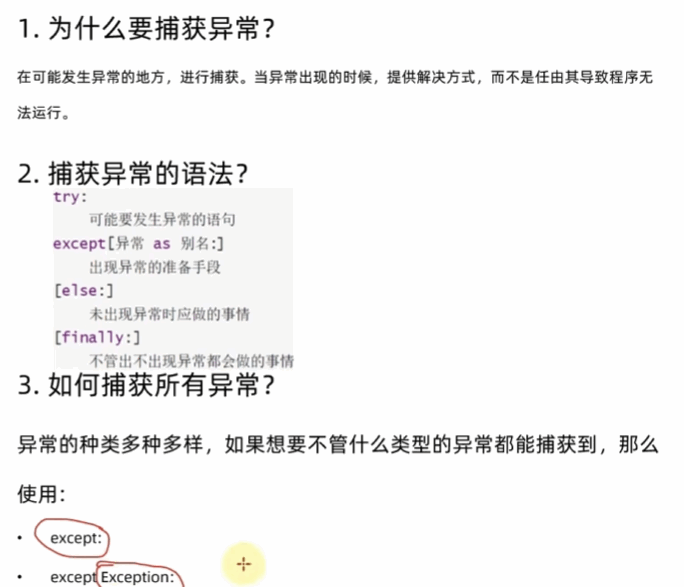 1. 为什么要捕获异常？
在可能发生异常的地方，进行捕获。当异常出现的时候，提供解决方式，而不是任由其导致程序无
法运行。
2. 捕获异常的语法？
try:
可能要发生异常的语句
except[异常 as 别名:]
出现异常的准备手段
[else:]
未出现异常时应做的事情
[finally:]
不管出不出现异常都会做的事情
3. 如何捕获所有异常？
异常的种类多种多样，如果想要不管什么类型的异常都能捕获到，那么
使用：
• except:
• except Exception: